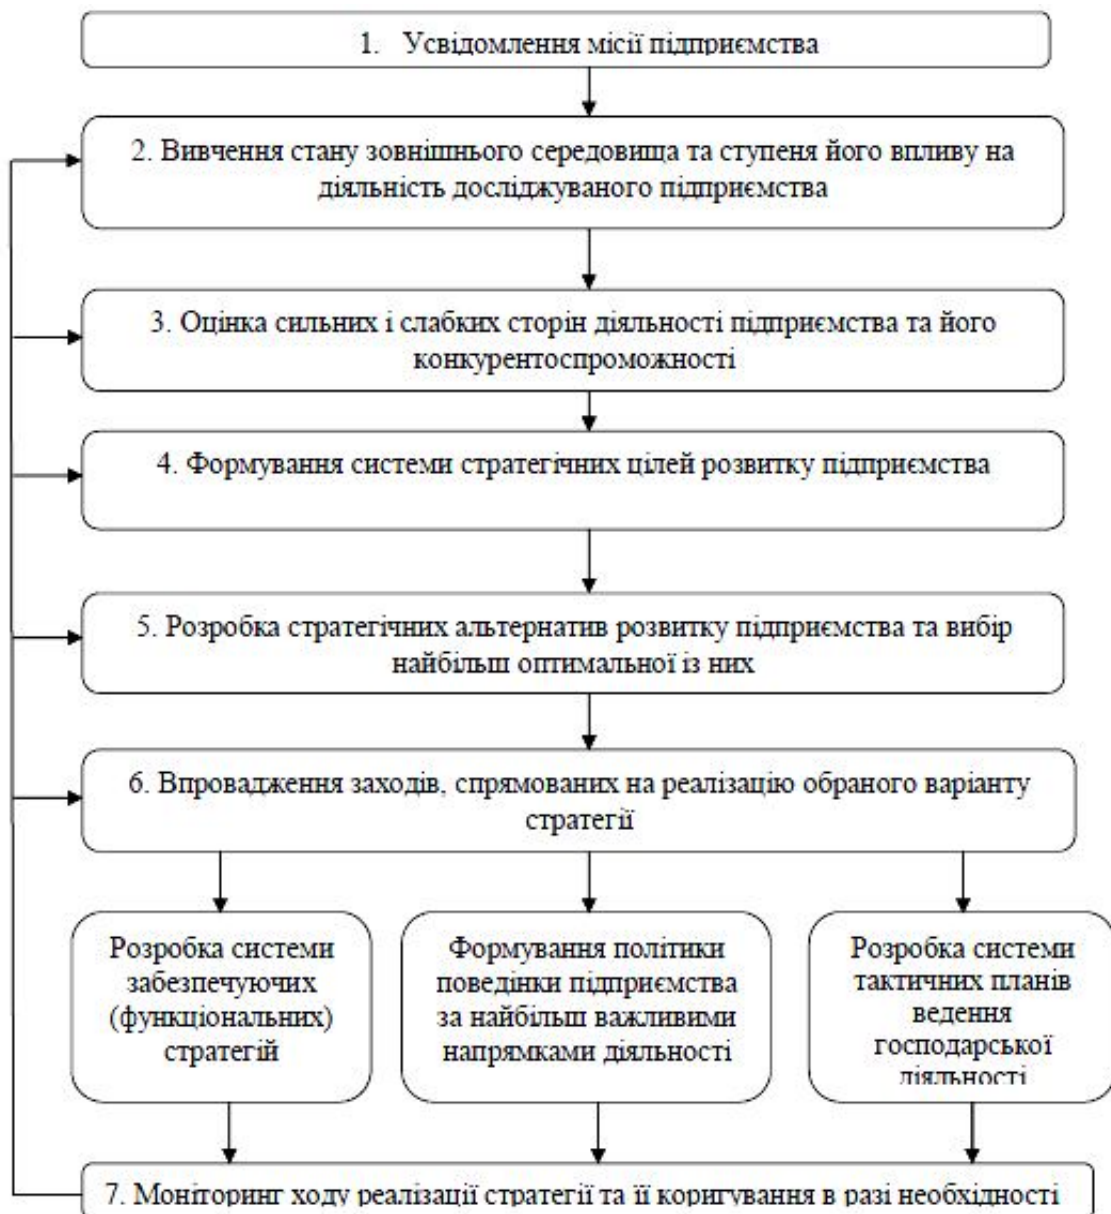 1. Усвідомлення місії підприємства
2. Вивчення стану зовнішнього середовища та ступеня його впливу на
діяльність досліджуваного підприємства
3. Оцінка сильних і слабких сторін діяльності підприємства та його
конкурентоспроможності
4. Формування системи стратегічних цілей розвитку підприємства
5. Розробка стратегічних альтернатив розвитку підприємства та вибір
найбільш оптимальної із них
6. Впровадження заходів, спрямованих на реалізацію обраного варіанту
стратегії
Розробка системи
забезпечуючих
(функціональних)
стратегій
Формування політики
поведінки підприємства
за найбільш важливими
напрямками діяльності
Розробка системи
тактичних планів
ведення
господарської
діяльності
7. Моніторинг ходу реалізації стратегії та її коригування в разі необхідності